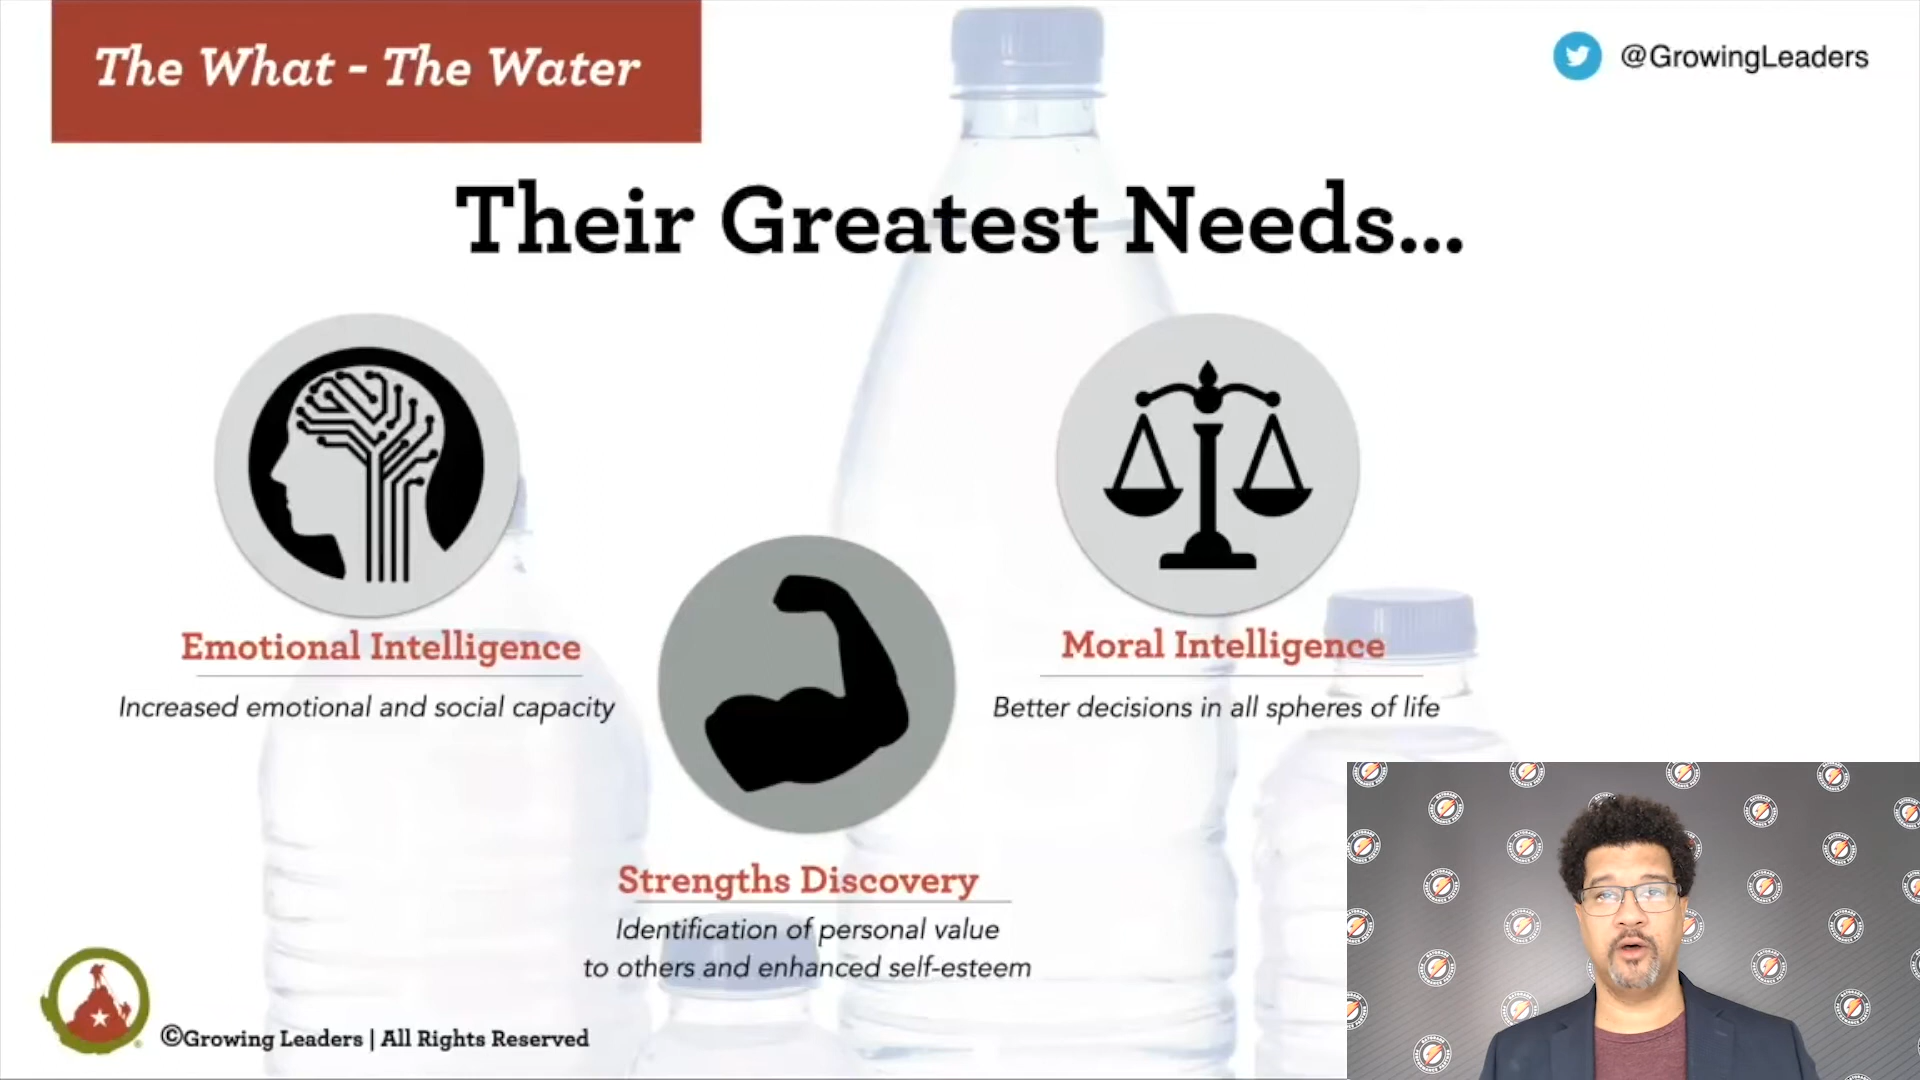 The What - The Water
@GrowingLeaders
Their Greatest Needs...
Emotional Intelligence
Increased emotional and social capacity
Moral Intelligence
Better decisions in all spheres of life
Strengths Discovery
Identification of personal value
to others and enhanced self-esteem
©Growing Leaders | All Rights Reserved